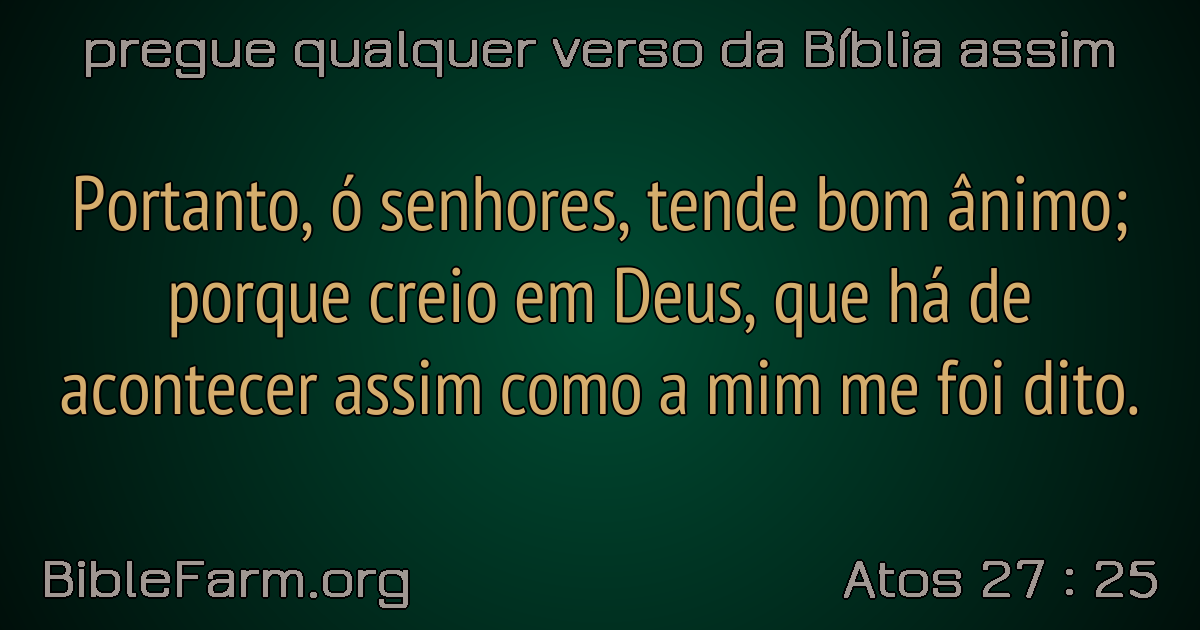 pregue qualquer verso da Bíblia assim
Portanto, ó senhores, tende bom ânimo;
porque creio em Deus, que há de
acontecer assim como a mim me foi dito.
BibleFarm.org
Atos 27 : 25